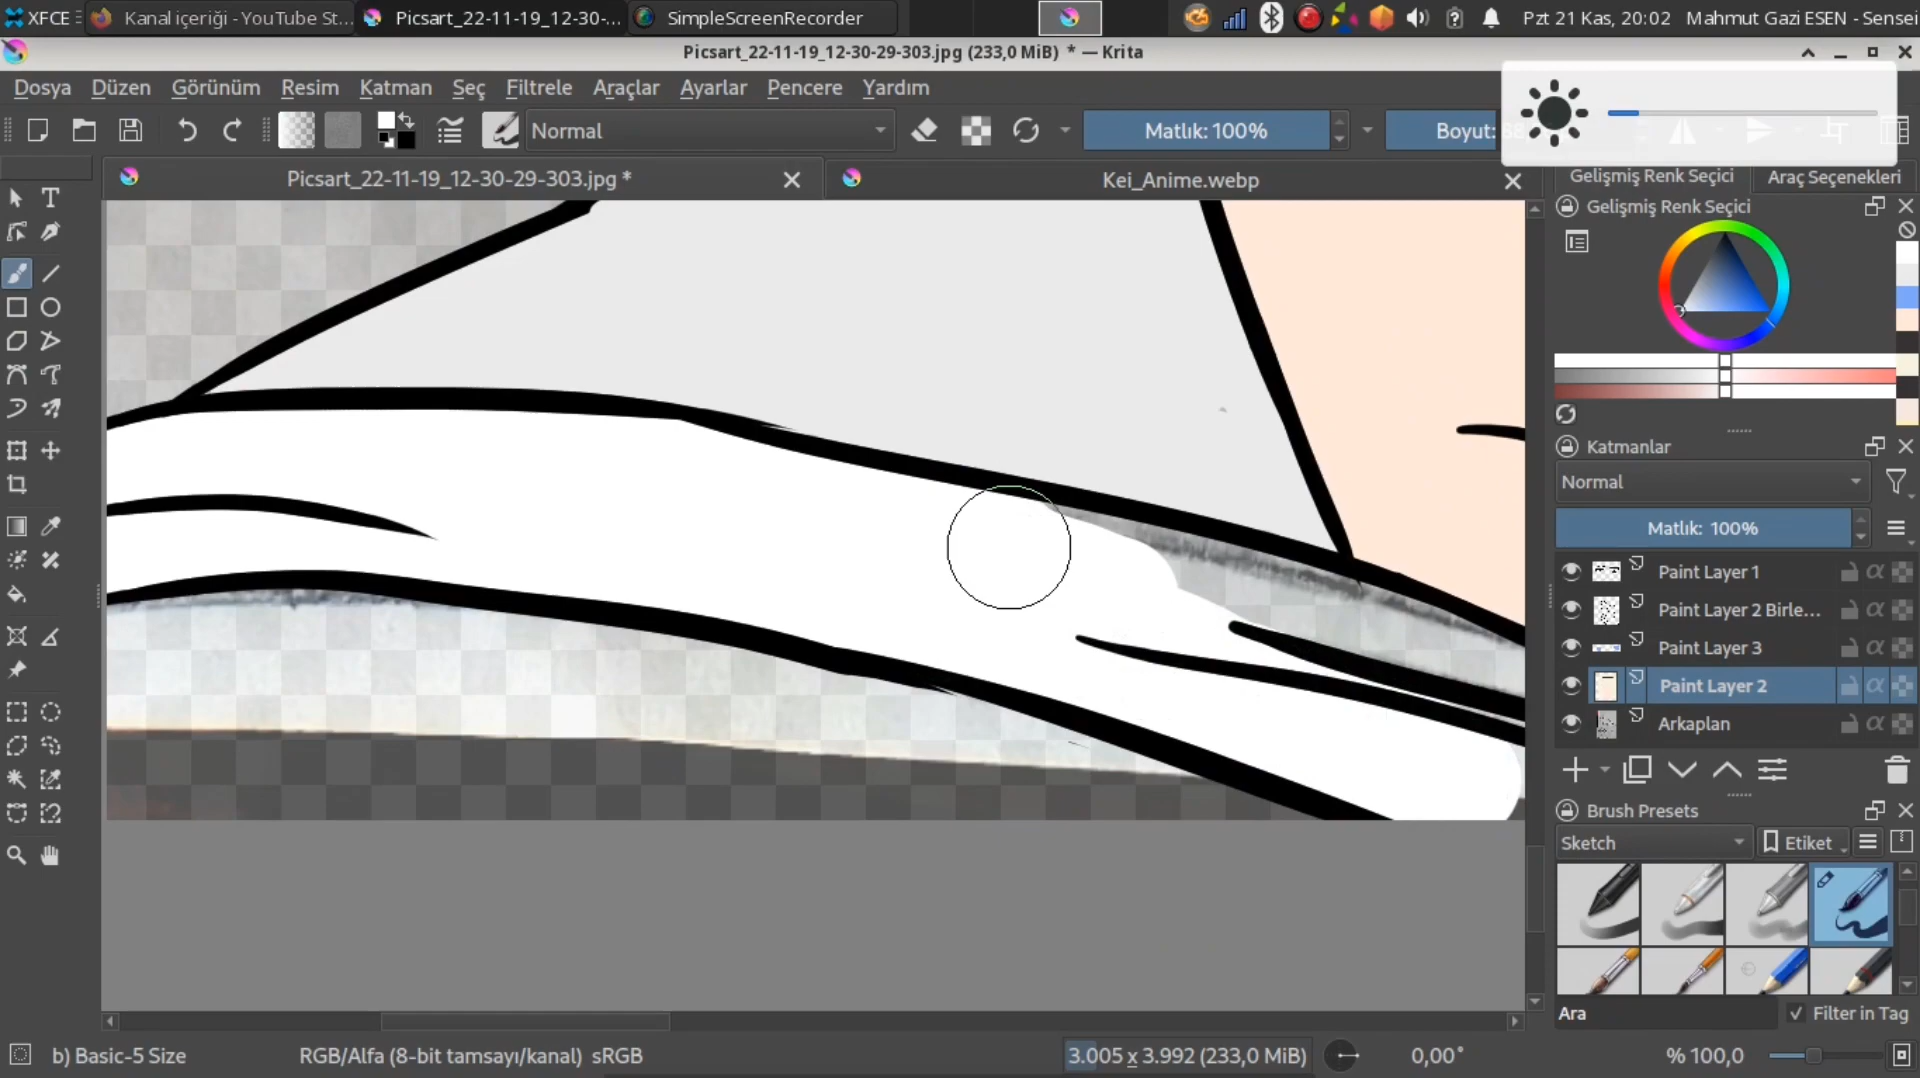 XFCE
Kanal içeriği - YouTube St...
Picsart_22-11-19_12-30-...
SimpleScreenRecorder
Pzt 21 Kas, 20:02
Mahmut Gazi ESEN - Sensei
Picsart_22-11-19_12-30-29-303.jpg (233,0 MiB) * — Krita
Dosya Düzen Görünüm Resim Katman Seç Filtrele Araçlar Ayarlar Pencere Yardım
Normal
Matlık: 100%
Boyut:
Picsart_22-11-19_12-30-29-303.jpg *
Kei_Anime.webp
Gelişmiş Renk Seçici
Araç Seçenekleri
Gelişmiş Renk Seçici
Katmanlar
Normal
Matlık: 100%
Paint Layer 1
Paint Layer 2 Birle...
Paint Layer 3
Paint Layer 2
Arkaplan
Brush Presets
Sketch
Etiket
Ara
Filter in Tag
b) Basic-5 Size
RGB/Alfa (8-bit tamsayı/kanal) sRGB
3.005 x 3.992 (233,0 MiB)
0,00°
% 100,0